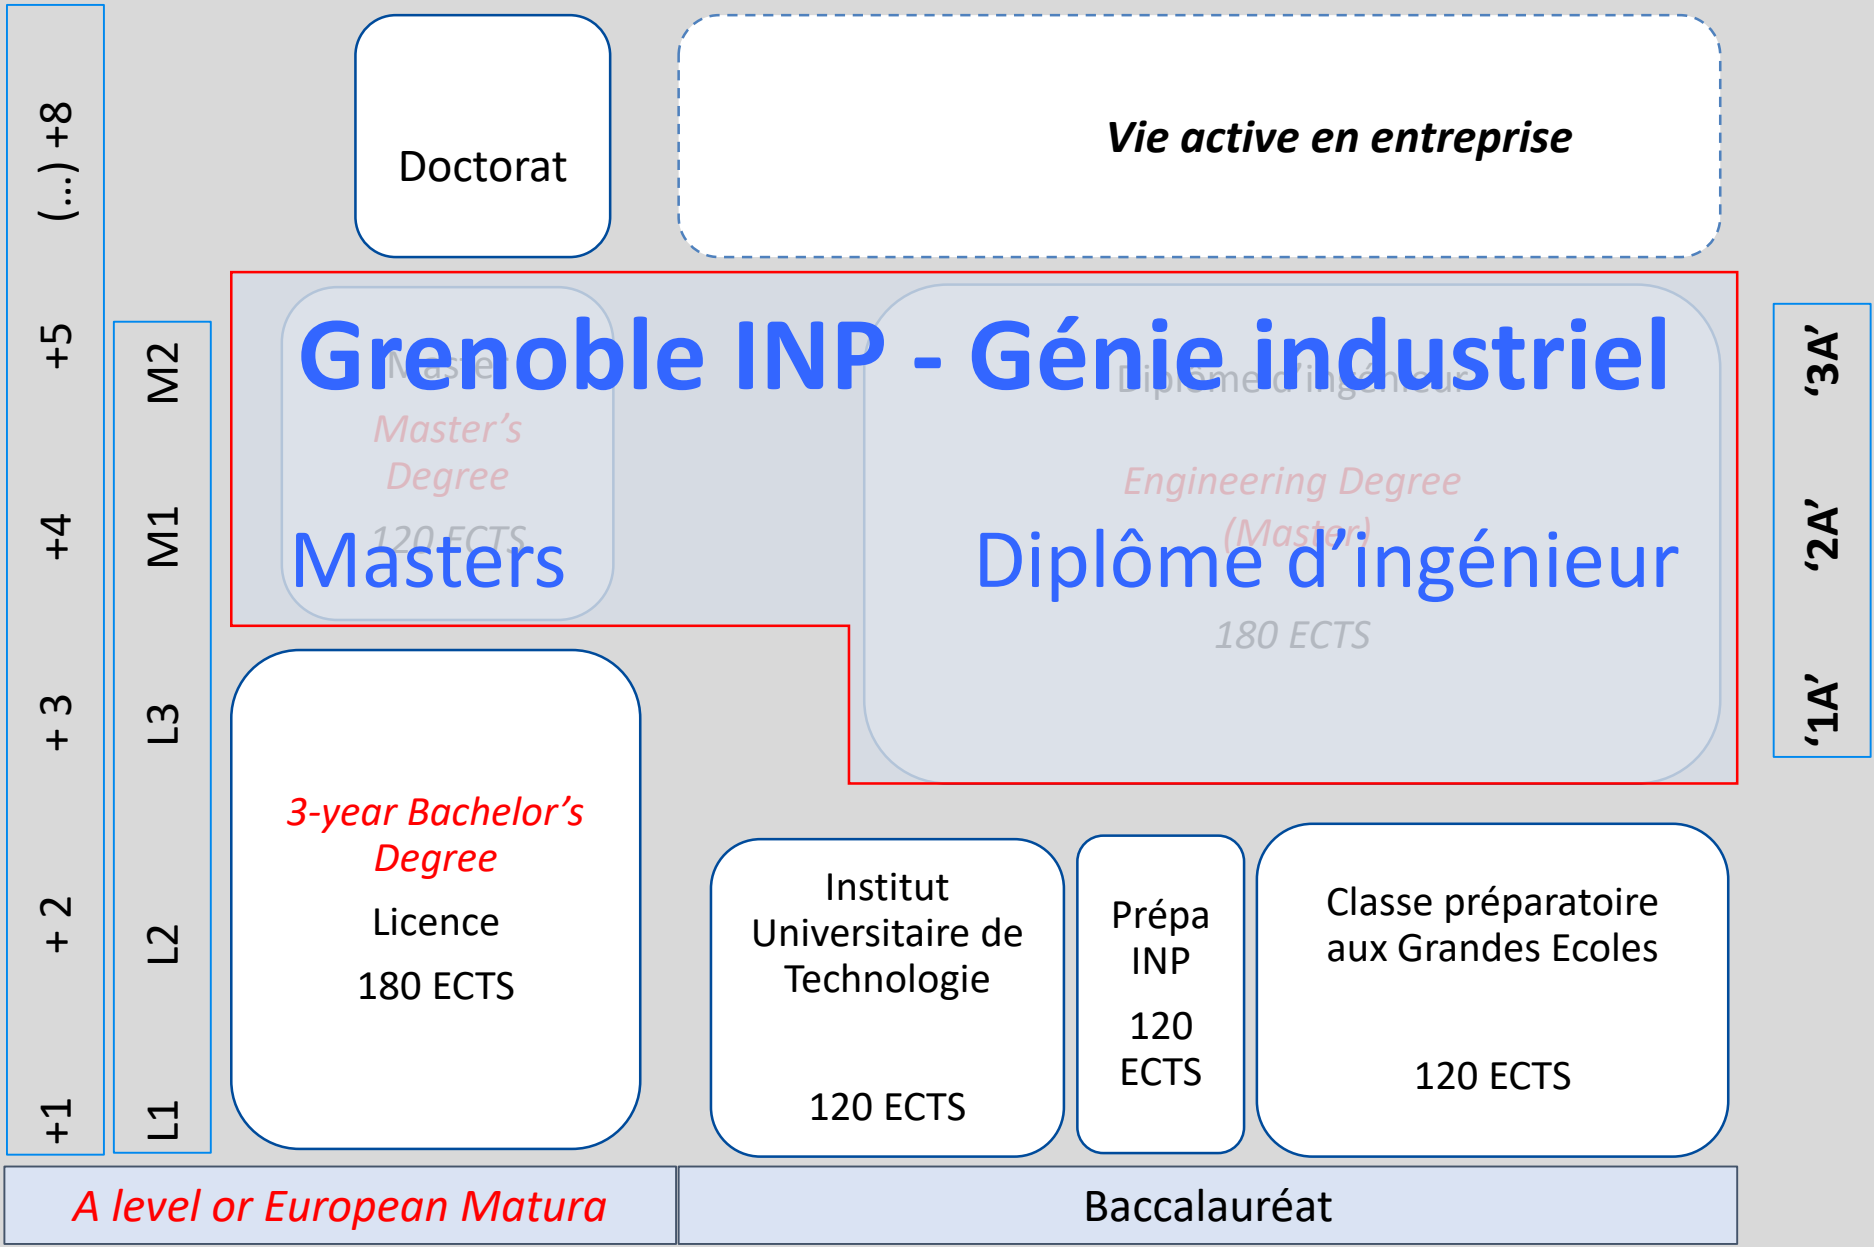 (...) +8
+5
+4
+ 3
+ 2
+1
M2
M1
L3
L2
L1
Doctorat
Vie active en entreprise
Grenoble INP - Génie industriel
Master
Master’s
Degree
120 ECTS
Masters
Diplôme d’ingénieur
Engineering Degree
(Master)
Diplôme d’ingénieur
180 ECTS
‘3A’
‘2A’
‘1A’
3-year Bachelor’s
Degree
Licence
180 ECTS
Institut
Universitaire de
Technologie
120 ECTS
Prépa
INP
120
ECTS
Classe préparatoire
aux Grandes Ecoles
120 ECTS
A level or European Matura
Baccalauréat